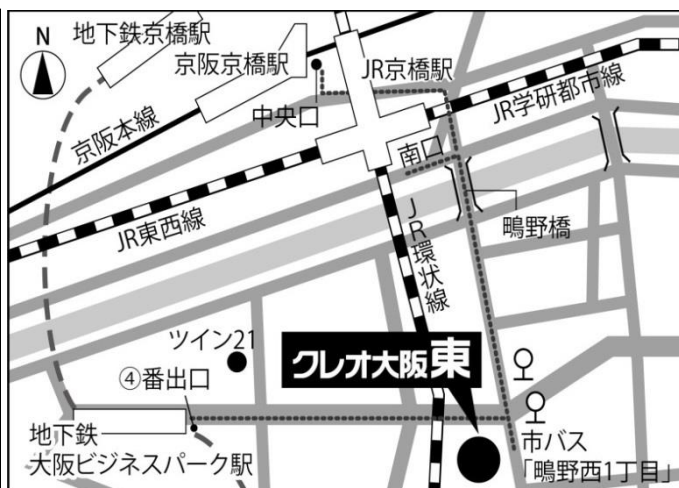 地下鉄京橋駅
N
京阪京橋駅
JR京橋駅
中央口
JR学研都市線
京阪本線
南口
JR東西線
鴫野橋
JR環状線
ツイン21
クレオ大阪東
④番出口
地下鉄
大阪ビジネスパーク駅
市バス
「鴫野西1丁目」